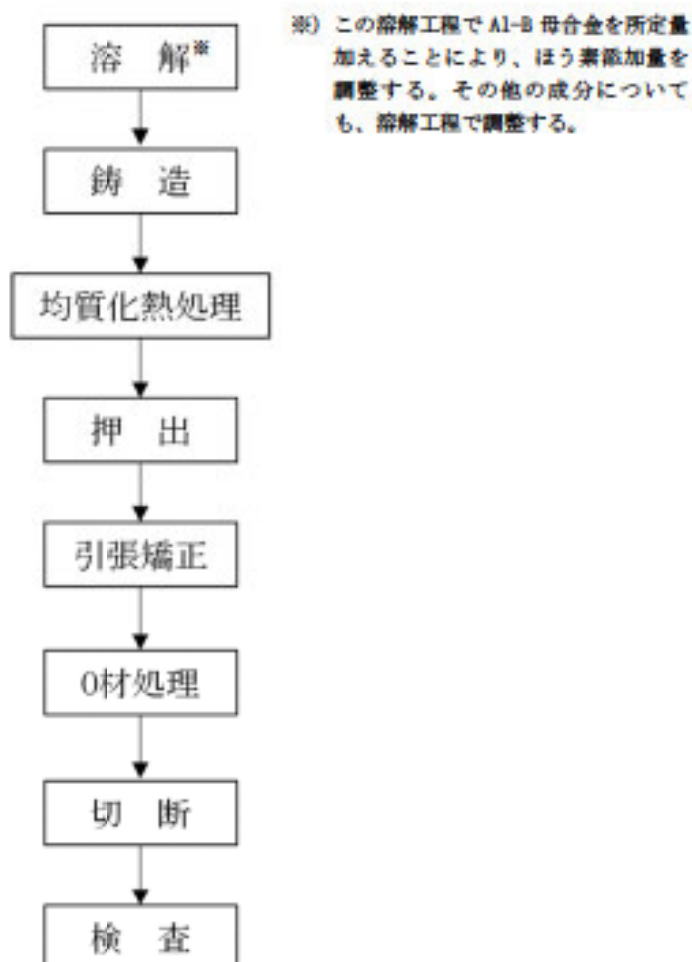 溶　解※
※) この溶解工程で Al-B 母合金を所定量
加えることにより、ほう素添加量を
調整する。その他の成分について
も、溶解工程で調整する。
鋳　造
均質化熱処理
押　出
引張矯正
O材処理
切　断
検　査